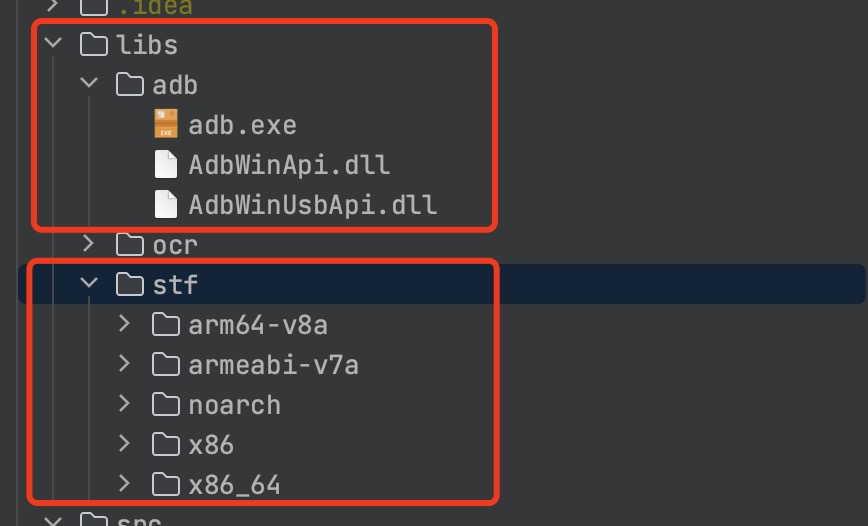 .idea
libs
adb
adb.exe
AdbWinApi.dll
AdbWinUsbApi.dll
ocr
stf
arm64-v8a
armeabi-v7a
noarch
x86
x86_64
src